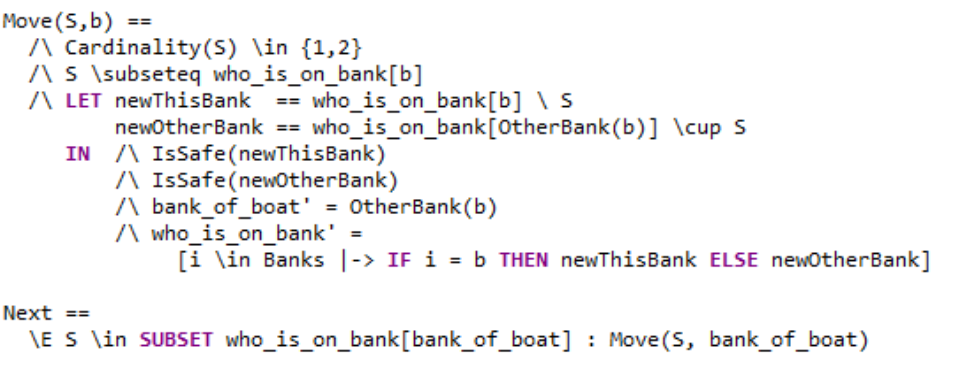 Move(S,b) ==
  /\ Cardinality(S) \in {1,2}
  /\ S \subseteq who_is_on_bank[b]
  /\ LET newThisBank  == who_is_on_bank[b] \ S
         newOtherBank == who_is_on_bank[OtherBank(b)] \cup S
     IN  /\ IsSafe(newThisBank)
         /\ IsSafe(newOtherBank)
         /\ bank_of_boat' = OtherBank(b)
         /\ who_is_on_bank' =
              [i \in Banks |-> IF i = b THEN newThisBank ELSE newOtherBank]

Next ==
  \E S \in SUBSET who_is_on_bank[bank_of_boat] : Move(S, bank_of_boat)